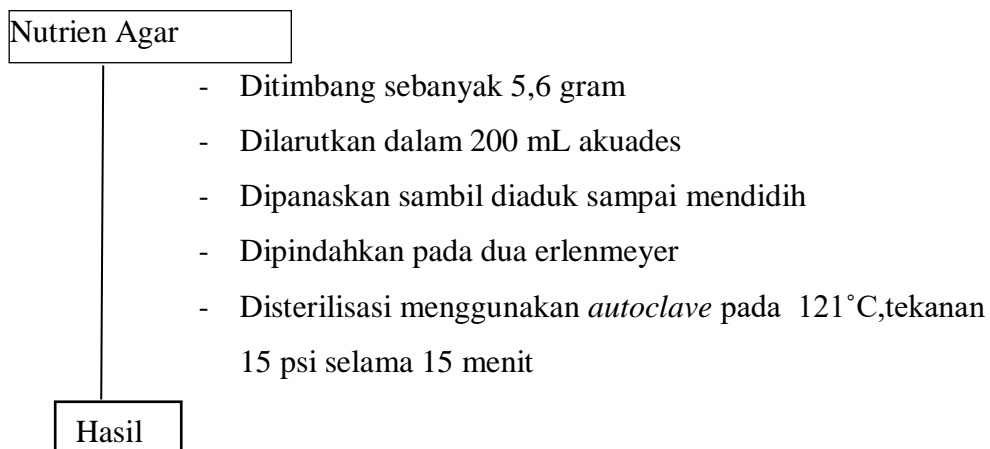 Nutrien Agar
- Ditimbang sebanyak 5,6 gram
- Dilarutkan dalam 200 mL akuades
- Dipanaskan sambil diaduk sampai mendidih
- Dipindahkan pada dua erlenmeyer
- Disterilisasi menggunakan autoclave pada 121˚C,tekanan
15 psi selama 15 menit
Hasil